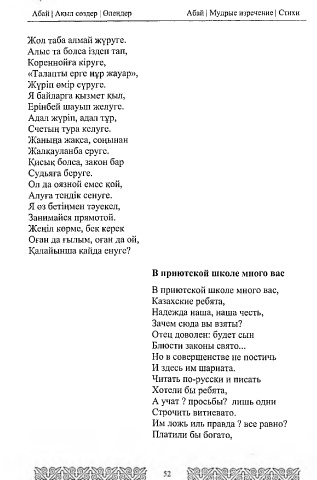 Абай | Ақыл сөздер | Өлеңдер
Абай | Мудрые изречение | Стихи
Жол таба алмай жүруге.
Алыс та болса іздеп тап,
Кореннойға кіруге,
«Талапты ерге нұр жауар»,
Жүріп өмір сүруге.
Я байларға қызмет қыл,
Ерінбей шауып желуге.
Адал жүріп, адал тұр,
Счетың тура келуге.
Жаныңа жақса, соңынан
Жалқауланба еруге.
Қисық болса, закон бар
Судьяға беруге.
Ол да оязной емес қой,
Алуға теңдік сенуге.
Я өз бетіңмен тәуекел,
Занимайся прямотой.
Жеңіл көрме, бек керек
Оған да ғылым, оған да ой,
Қалайынша қайда енуге?
В приютской школе много вас
В приютской школе много вас,
Казахские ребята,
Надежда наша, наша честь,
Зачем сюда вы взяты?
Отец доволен: будет сын
Блюсти законы свято...
Но в совершенстве не постичь
И здесь им шариата.
Читать по-русски и писать
Хотели бы ребята,
А учат ? просьбы? лишь одни
Строчить витиевато.
Им ложь иль правда ? все равно?
Платили бы богато,
52